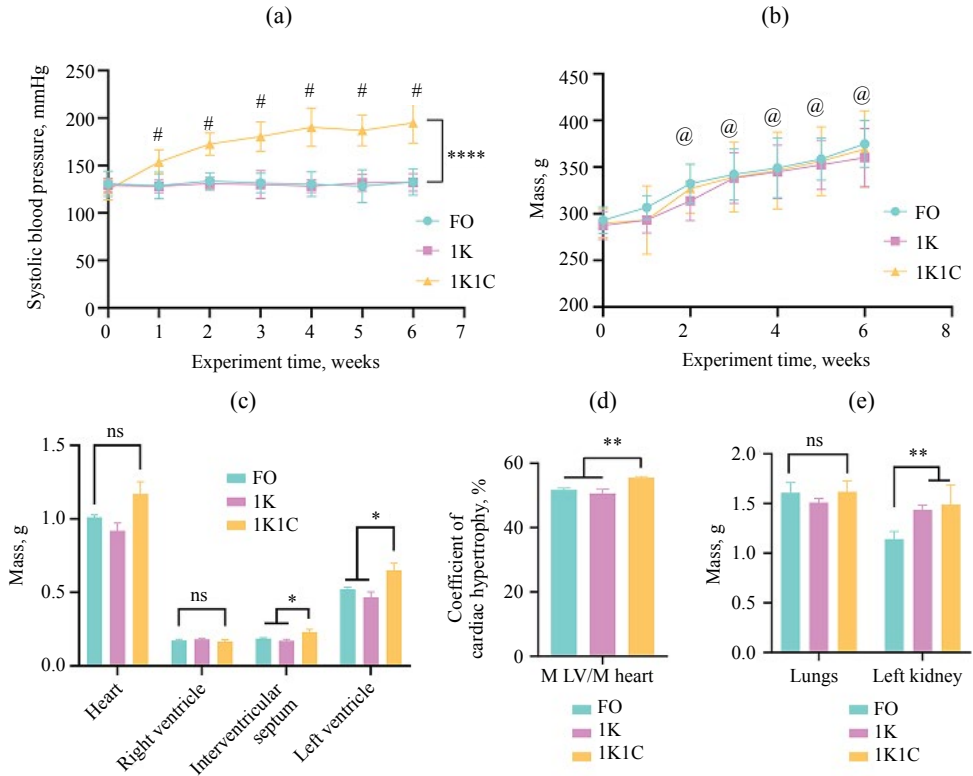 (a)
Systolic blood pressure, mmHg
250
200
150
100
50
0
# # # # # #
****
FO
1K
1K1C
0 1 2 3 4 5 6 7
Experiment time, weeks
(b)
Mass, g
450
400
350
300
250
200
@ @ @ @ @
FO
1K
1K1C
0 2 4 6 8
Experiment time, weeks
(c)
Mass, g
1.5
1.0
0.5
0.0
ns
ns
*
*
FO
1K
1K1C
Heart
Right ventricle
Interventricular
septum
Left ventricle
(d)
Coefficient of
cardiac hypertrophy, %
60
40
20
0
**
M LV/M heart
FO
1K
1K1C
(e)
Mass, g
2.0
1.5
1.0
0.5
0.0
ns
**
Lungs Left kidney
FO
1K
1K1C